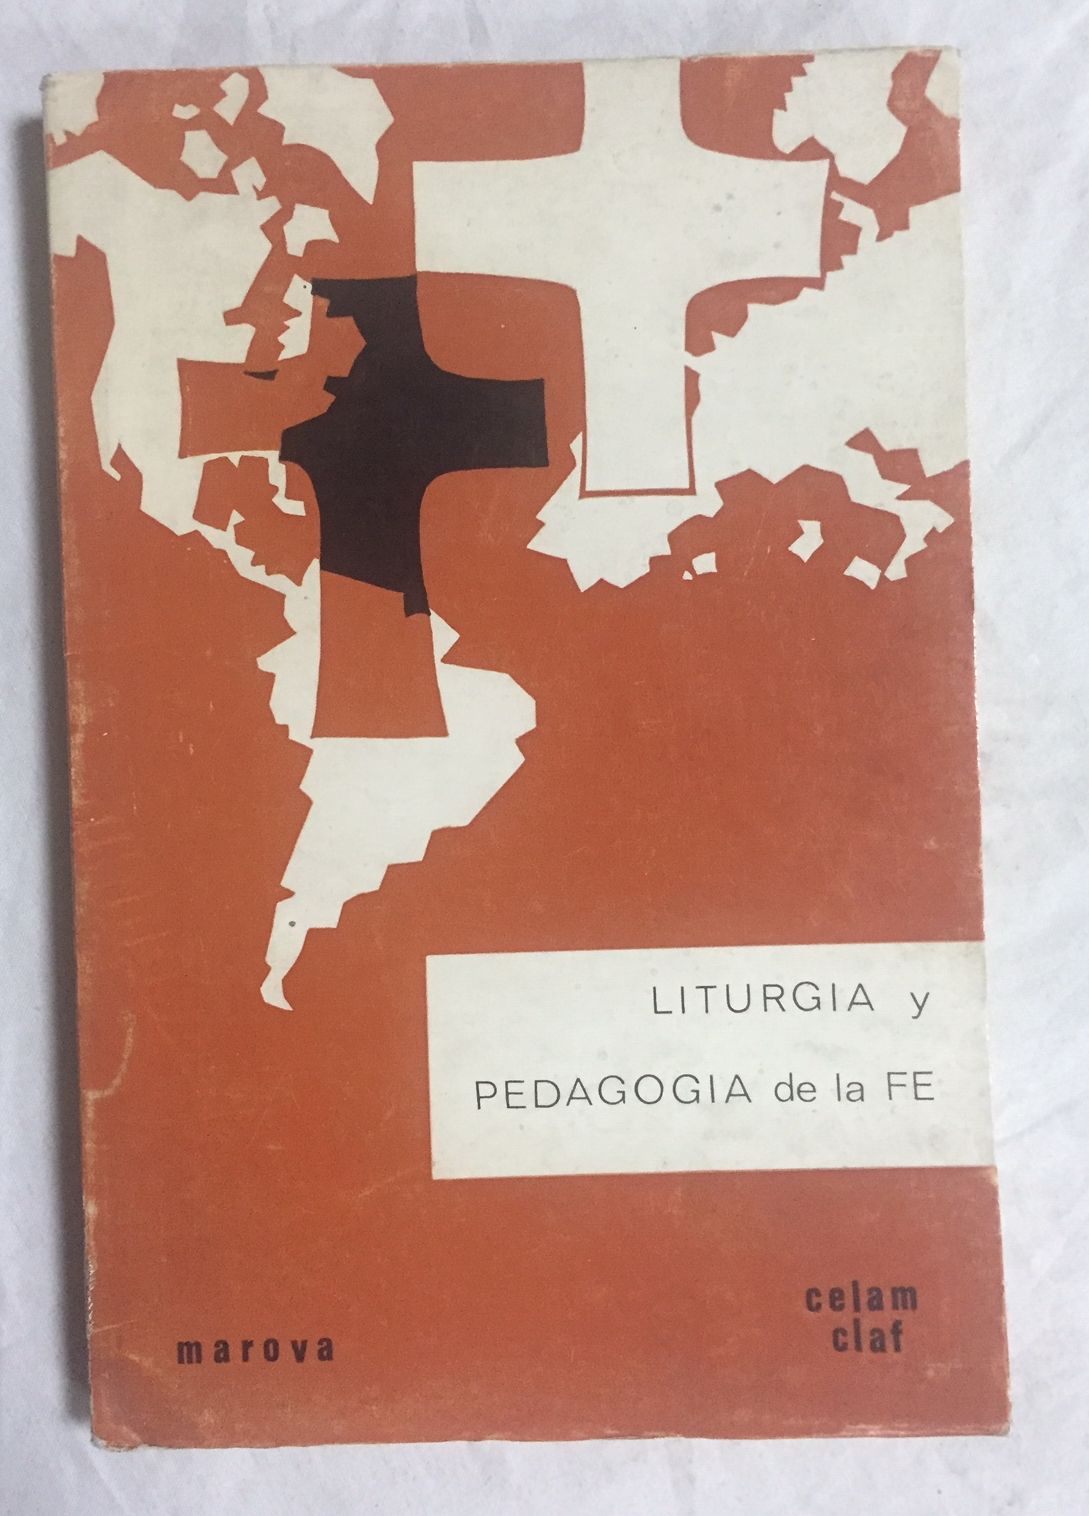 LITURGIA y
PEDAGOGIA de la FE
celam
claf
marova